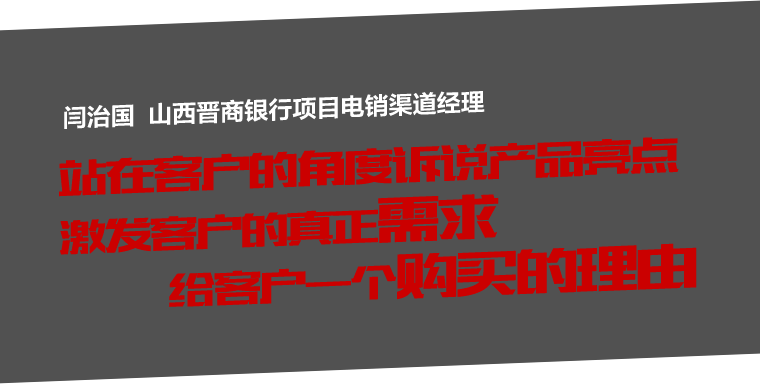 闫治国 山西晋商银行项目电销渠道经理
站在客户的角度诉说产品亮点
激发客户的真正需求
给客户一个购买的理由